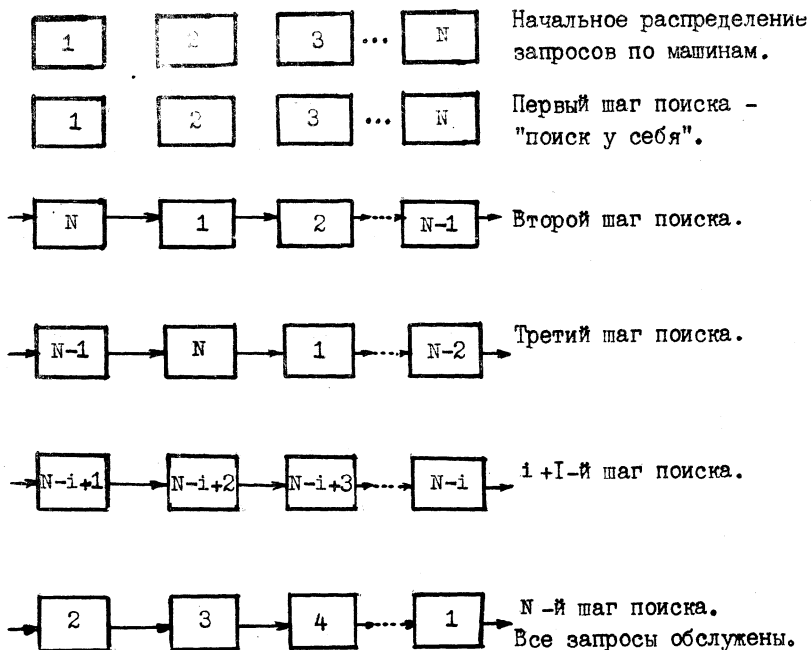 1 2 3 ... N Начальное распределение
запросов по машинам.
1 2 3 ... N Первый шаг поиска -
"поиск у себя".
N 1 2 N-1 Второй шаг поиска.
N-1 N 1 N-2 Третий шаг поиска.
N-i+1 N-i+2 N-i+3 N-i i+I-й шаг поиска.
2 3 4 1 N-й шаг поиска.
Все запросы обслужены.